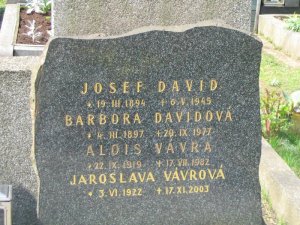 JOSEF DAVID
* 19. III. 1894 + 6. V. 1945
BARBORA DAVIDOVÁ
* 4. III. 1897 + 20. IX. 1977
ALOIS VÁVRA
* 22. IX. 1919 + 17. VII. 1982
JAROSLAVA VÁVROVÁ
* 3. VI. 1922 + 17. XI. 2003